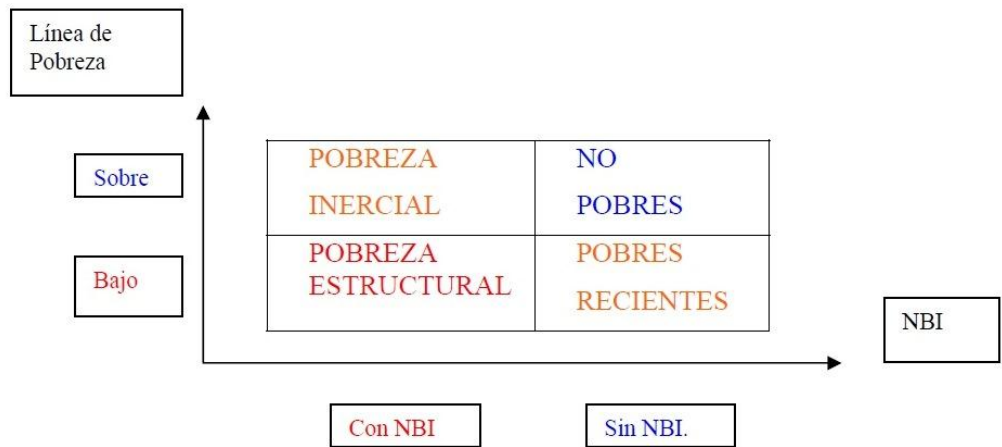 Línea de
Pobreza
Sobre
POBREZA
INERCIAL
NO
POBRES
Bajo
POBREZA
ESTRUCTURAL
POBRES
RECIENTES
NBI
Con NBI
Sin NBI.